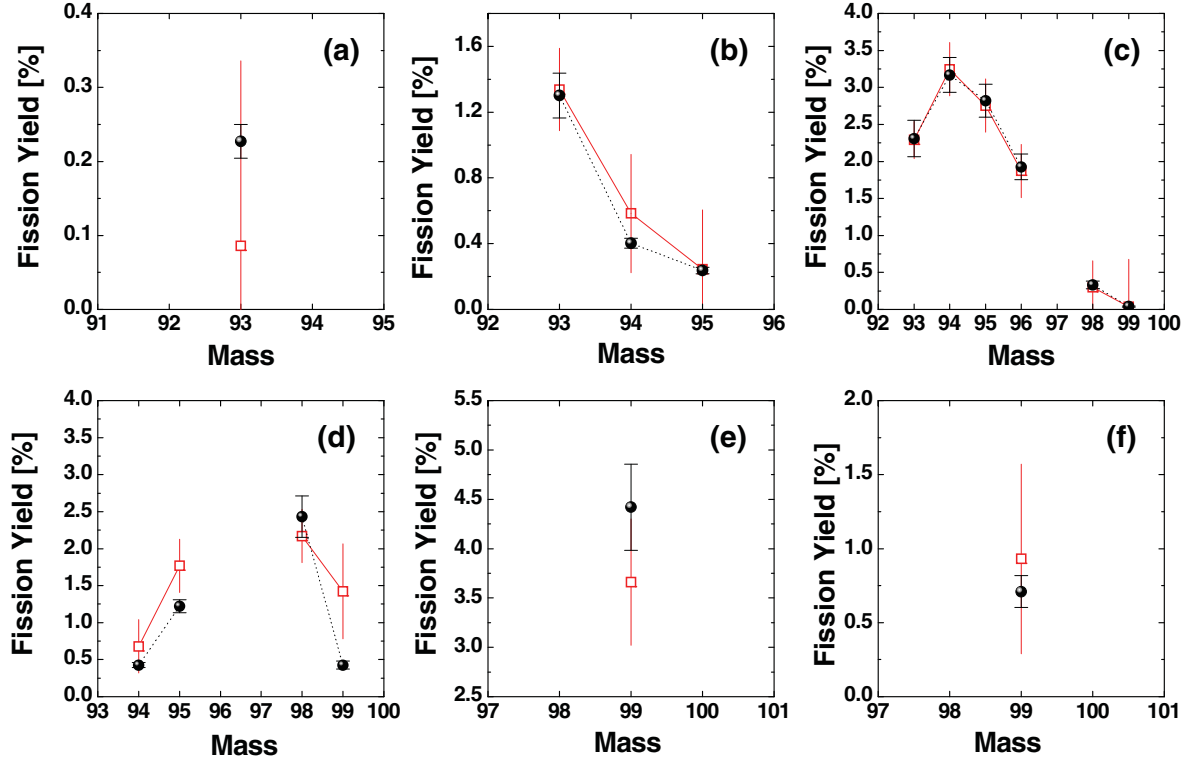 (a)
Fission Yield [%]
0.4
0.3
0.2
0.1
0.0
91 92 93 94 95
Mass
(b)
Fission Yield [%]
1.6
1.2
0.8
0.4
0.0
92 93 94 95 96
Mass
(c)
Fission Yield [%]
4.0
3.5
3.0
2.5
2.0
1.5
1.0
0.5
0.0
92 93 94 95 96 97 98 99 100
Mass
(d)
Fission Yield [%]
4.0
3.5
3.0
2.5
2.0
1.5
1.0
0.5
0.0
93 94 95 96 97 98 99 100
Mass
(e)
Fission Yield [%]
5.5
5.0
4.5
4.0
3.5
3.0
2.5
97 98 99 100 101
Mass
(f)
Fission Yield [%]
2.0
1.5
1.0
0.5
0.0
97 98 99 100 101
Mass